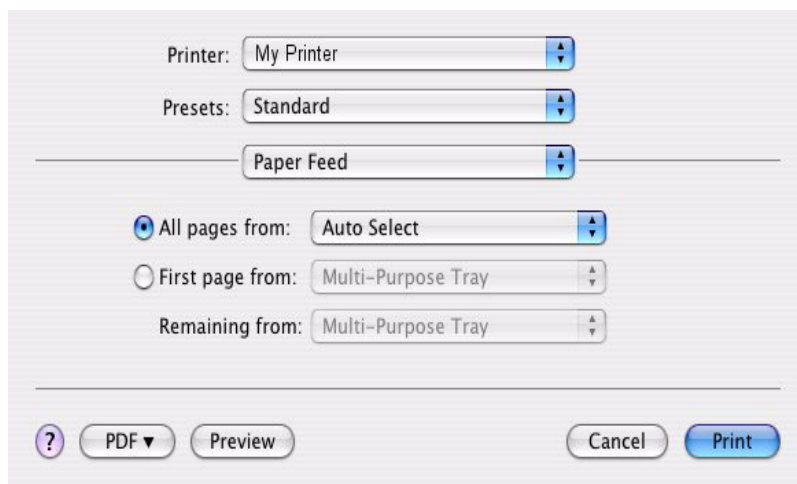 Printer: My Printer
Presets: Standard
Paper Feed
All pages from: Auto Select
First page from: Multi-Purpose Tray
Remaining from: Multi-Purpose Tray
? PDF ▼ Preview Cancel Print